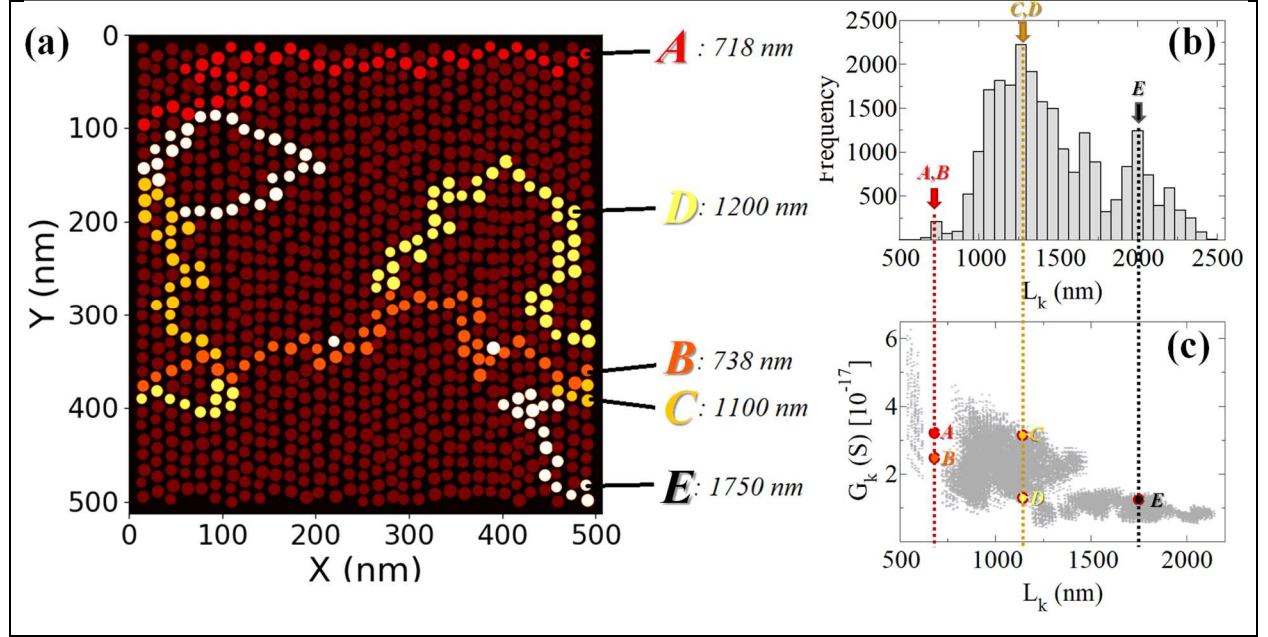 (a)
0
100
200
300
400
500
Y (nm)
0 100 200 300 400 500
X (nm)
A : 718 nm
D : 1200 nm
B : 738 nm
C : 1100 nm
E : 1750 nm
(b)
C,D
E
A,B
2500
2000
1500
1000
500
Frequency
500 1000 1500 2000 2500
L_k (nm)
(c)
6
4
2
G_k (S) [10^-17]
A
B
C
D
E
500 1000 1500 2000
L_k (nm)